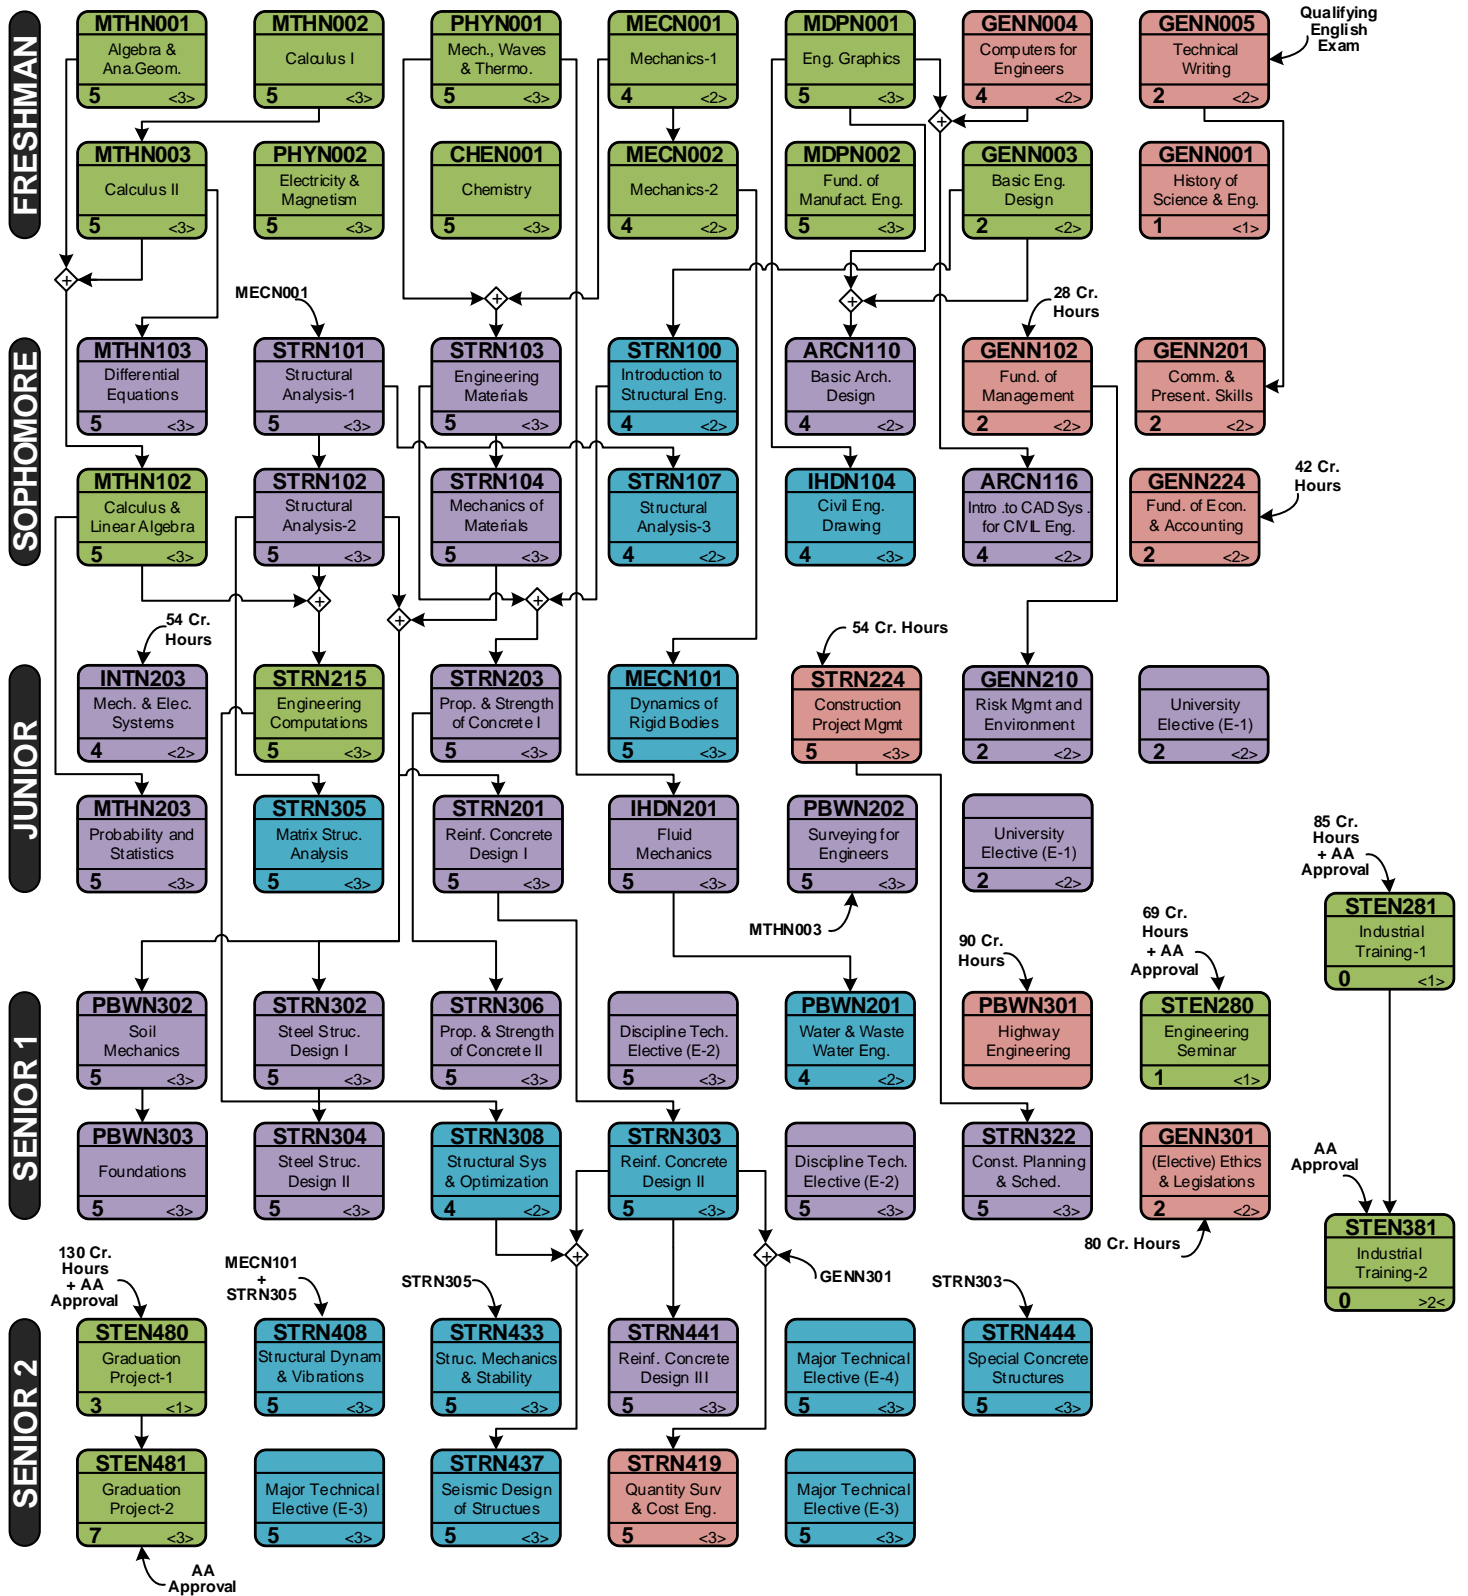 FRESHMAN
MTHN001
Algebra &
Ana.Geom.
5 <3>
MTHN002
Calculus I
5 <3>
PHYN001
Mech., Waves
& Thermo.
5 <3>
MECN001
Mechanics-1
4 <2>
MDPN001
Eng. Graphics
5 <3>
GENN004
Computers for
Engineers
4 <2>
GENN005
Technical
Writing
2 <2>
Qualifying
English
Exam
MTHN003
Calculus II
5 <3>
PHYN002
Electricity &
Magnetism
5 <3>
CHEN001
Chemistry
5 <3>
MECN002
Mechanics-2
4 <2>
MDPN002
Fund. of
Manufact. Eng.
5 <3>
GENN003
Basic Eng.
Design
2 <2>
GENN001
History of
Science & Eng.
1 <1>
MECN001
28 Cr.
Hours
SOPHOMORE
MTHN103
Differential
Equations
5 <3>
STRN101
Structural
Analysis-1
5 <3>
STRN103
Engineering
Materials
5 <3>
STRN100
Introduction to
Structural Eng.
4 <2>
ARCN110
Basic Arch.
Design
4 <2>
GENN102
Fund. of
Management
2 <2>
GENN201
Comm. &
Present. Skills
2 <2>
MTHN102
Calculus &
Linear Algebra
5 <3>
STRN102
Structural
Analysis-2
5 <3>
STRN104
Mechanics of
Materials
5 <3>
STRN107
Structural
Analysis-3
4 <2>
IHDN104
Civil Eng.
Drawing
4 <3>
ARCN116
Intro .to CAD Sys .
for CIVIL Eng.
4 <2>
GENN224
Fund. of Econ.
& Accounting
2 <2>
42 Cr.
Hours
54 Cr.
Hours
54 Cr. Hours
JUNIOR
INTN203
Mech. & Elec.
Systems
4 <2>
STRN215
Engineering
Computations
5 <3>
STRN203
Prop. & Strength
of Concrete I
5 <3>
MECN101
Dynamics of
Rigid Bodies
5 <3>
STRN224
Construction
Project Mgmt
5 <3>
GENN210
Risk Mgmt and
Environment
2 <2>
University
Elective (E-1)
2 <2>
MTHN203
Probability and
Statistics
5 <3>
STRN305
Matrix Struc.
Analysis
5 <3>
STRN201
Reinf. Concrete
Design I
5 <3>
IHDN201
Fluid
Mechanics
5 <3>
PBWN202
Surveying for
Engineers
5 <3>
University
Elective (E-1)
2 <2>
MTHN003
85 Cr.
Hours
+ AA
Approval
STEN281
Industrial
Training-1
0 <1>
90 Cr.
Hours
69 Cr.
Hours
+ AA
Approval
SENIOR 1
PBWN302
Soil
Mechanics
5 <3>
STRN302
Steel Struc.
Design I
5 <3>
STRN306
Prop. & Strength
of Concrete II
5 <3>
Discipline Tech.
Elective (E-2)
5 <3>
PBWN201
Water & Waste
Water Eng.
4 <2>
PBWN301
Highway
Engineering
STEN280
Engineering
Seminar
1 <1>
PBWN303
Foundations
5 <3>
STRN304
Steel Struc.
Design II
5 <3>
STRN308
Structural Sys
& Optimization
4 <2>
STRN303
Reinf. Concrete
Design II
5 <3>
Discipline Tech.
Elective (E-2)
5 <3>
STRN322
Const. Planning
& Sched.
5 <3>
GENN301
(Elective) Ethics
& Legislations
2 <2>
80 Cr. Hours
AA
Approval
STEN381
Industrial
Training-2
0 >2<
130 Cr.
Hours
+ AA
Approval
MECN101
+
STRN305
STRN305
GENN301
STRN303
SENIOR 2
STEN480
Graduation
Project-1
3 <1>
STRN408
Structural Dynam
& Vibrations
5 <3>
STRN433
Struc. Mechanics
& Stability
5 <3>
STRN441
Reinf. Concrete
Design III
5 <3>
Major Technical
Elective (E-4)
5 <3>
STRN444
Special Concrete
Structures
5 <3>
STEN481
Graduation
Project-2
7 <3>
Major Technical
Elective (E-3)
5 <3>
STRN437
Seismic Design
of Structues
5 <3>
STRN419
Quantity Surv
& Cost Eng.
5 <3>
Major Technical
Elective (E-3)
5 <3>
AA
Approval